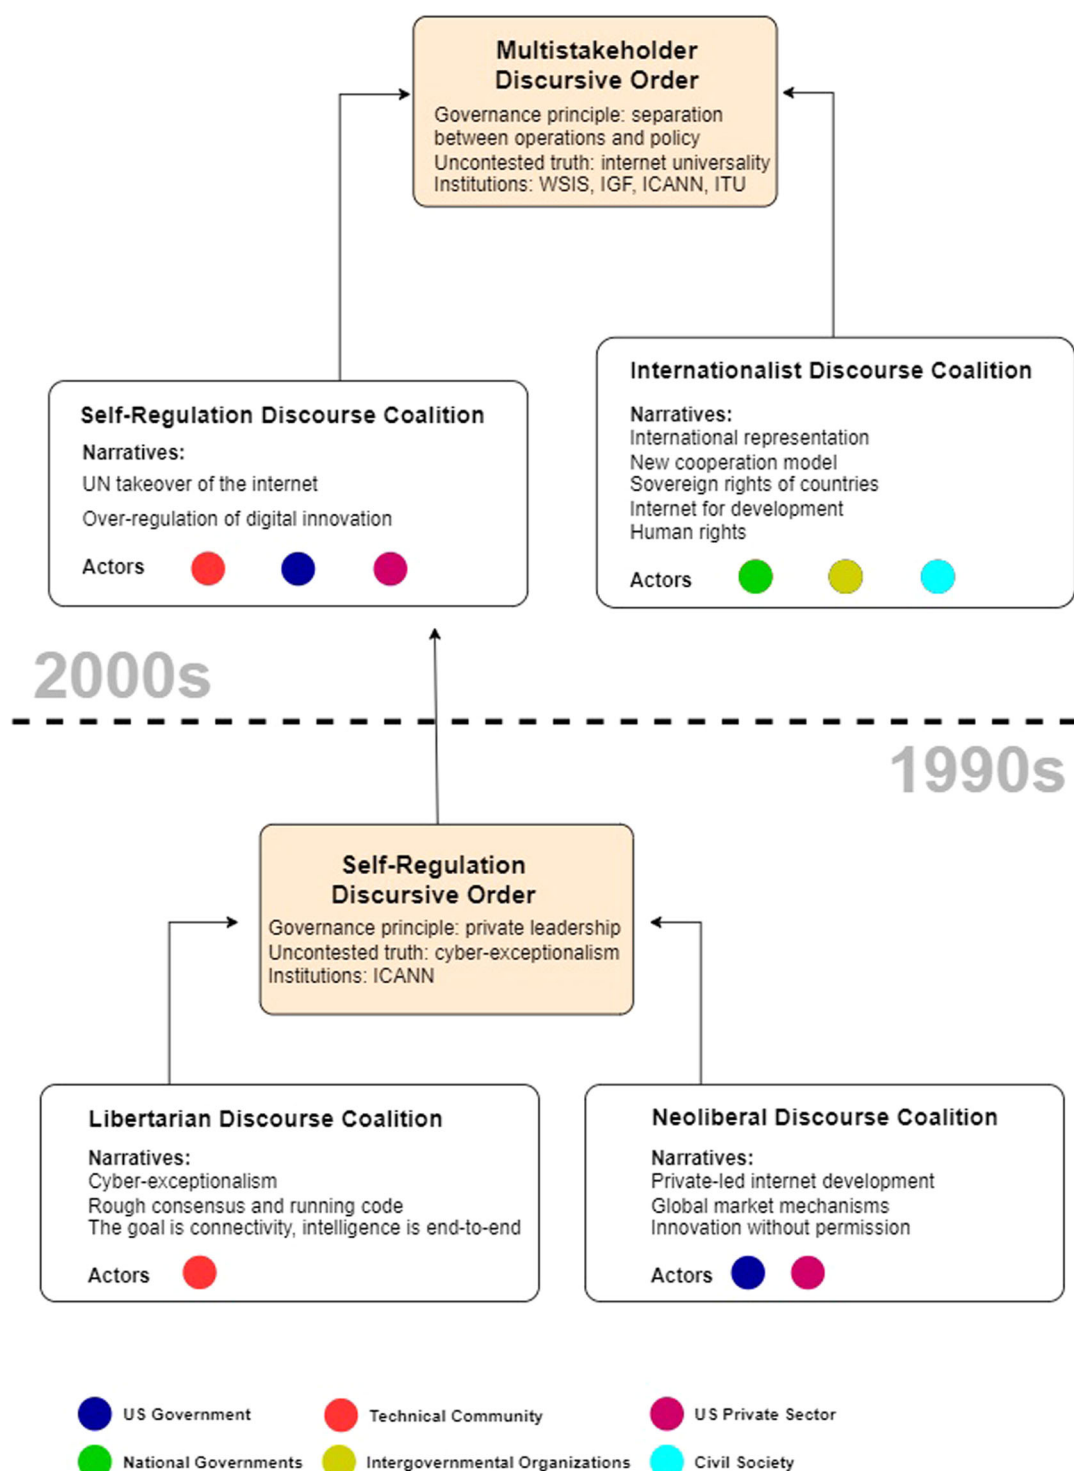 Multistakeholder
Discursive Order
Governance principle: separation
between operations and policy
Uncontested truth: internet universality
Institutions: WSIS, IGF, ICANN, ITU
Self-Regulation Discourse Coalition
Narratives:
UN takeover of the internet
Over-regulation of digital innovation
Actors
Internationalist Discourse Coalition
Narratives:
International representation
New cooperation model
Sovereign rights of countries
Internet for development
Human rights
Actors
2000s
1990s
Self-Regulation
Discursive Order
Governance principle: private leadership
Uncontested truth: cyber-exceptionalism
Institutions: ICANN
Libertarian Discourse Coalition
Narratives:
Cyber-exceptionalism
Rough consensus and running code
The goal is connectivity, intelligence is end-to-end
Actors
Neoliberal Discourse Coalition
Narratives:
Private-led internet development
Global market mechanisms
Innovation without permission
Actors
US Government
Technical Community
US Private Sector
National Governments
Intergovernmental Organizations
Civil Society